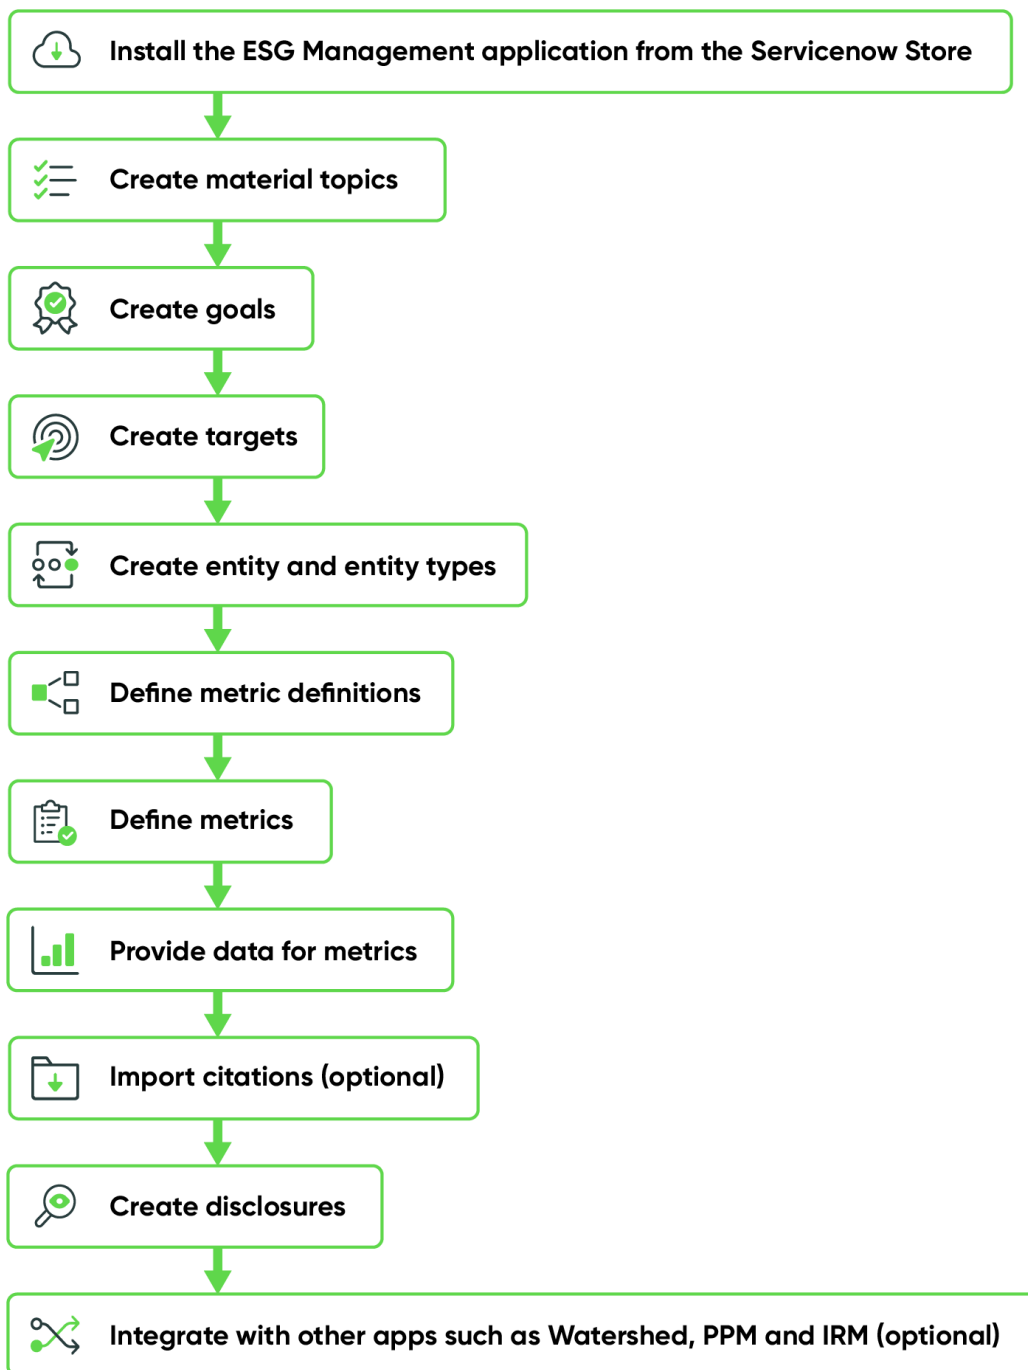 Install the ESG Management application from the Servicenow Store
Create material topics
Create goals
Create targets
Create entity and entity types
Define metric definitions
Define metrics
Provide data for metrics
Import citations (optional)
Create disclosures
Integrate with other apps such as Watershed, PPM and IRM (optional)